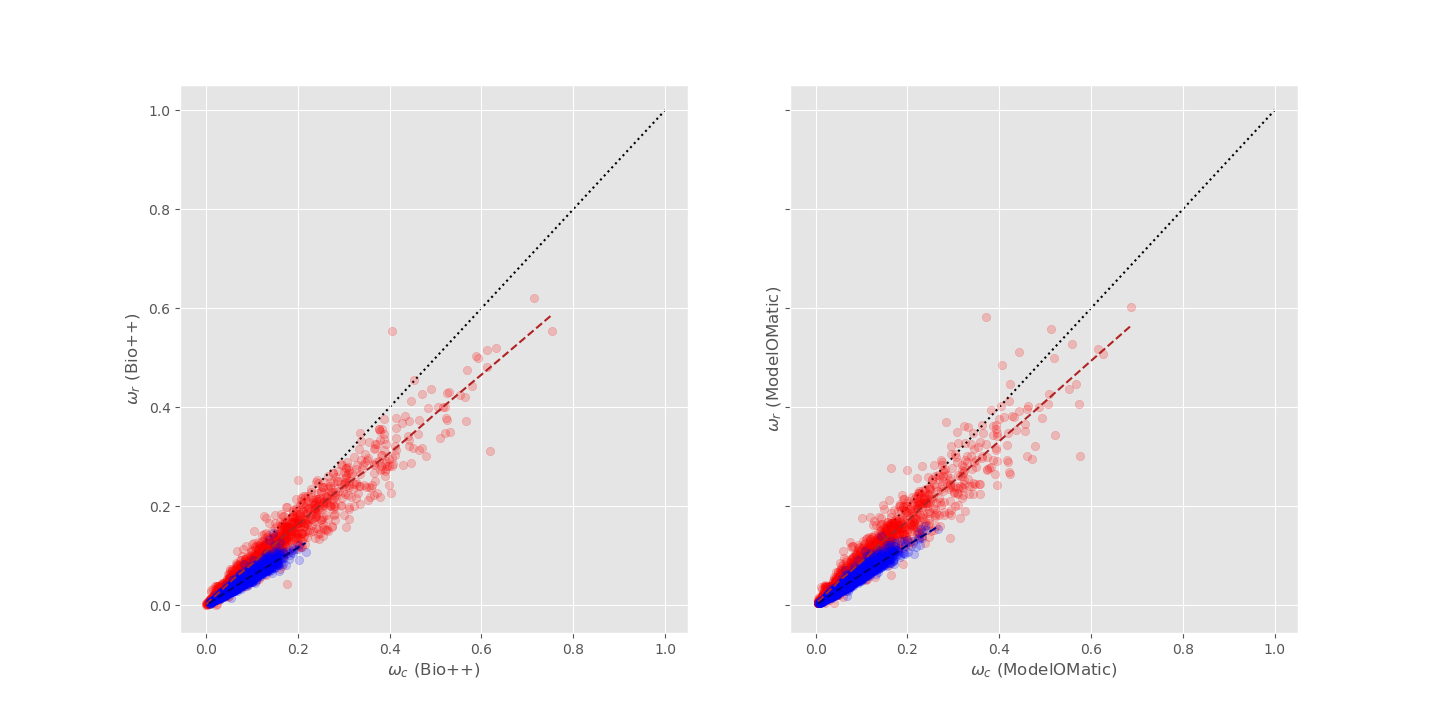 1.0
0.8
0.6
0.4
0.2
0.0
ω_r (Bio++)
0.0 0.2 0.4 0.6 0.8 1.0
ω_c (Bio++)
ω_r (ModelOMatic)
0.0 0.2 0.4 0.6 0.8 1.0
ω_c (ModelOMatic)